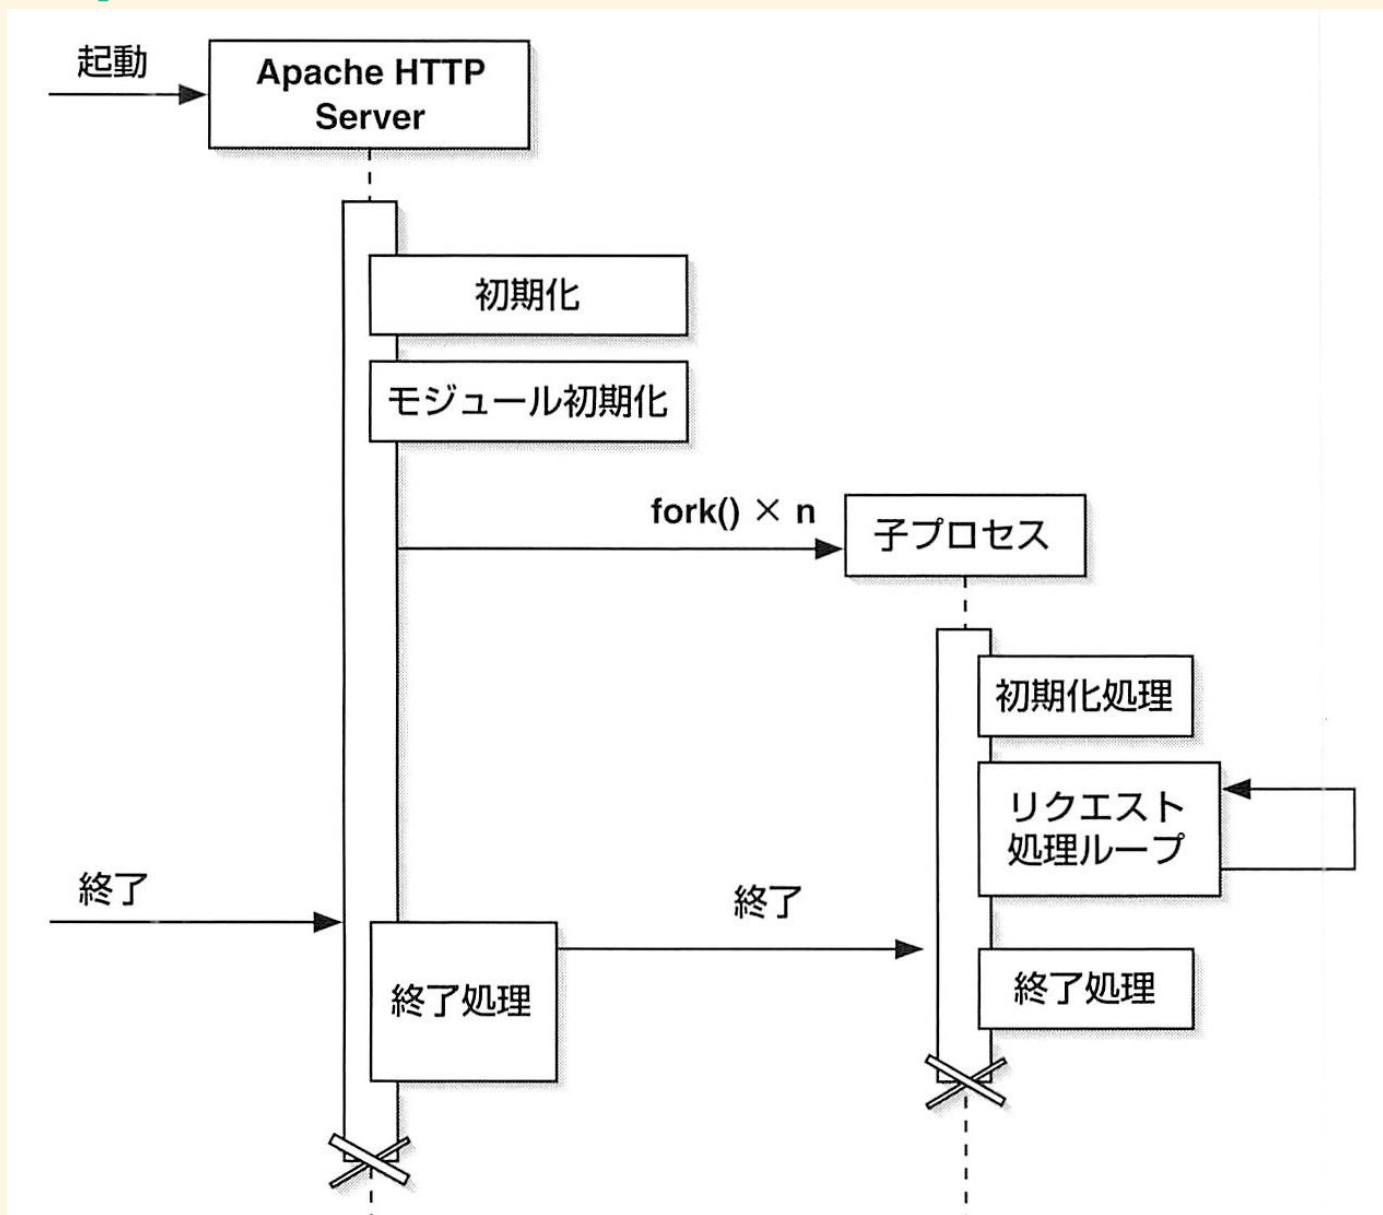 起動
Apache HTTP
Server
初期化
モジュール初期化
fork() × n
子プロセス
初期化処理
リクエスト
処理ループ
終了
終了
終了処理
終了処理